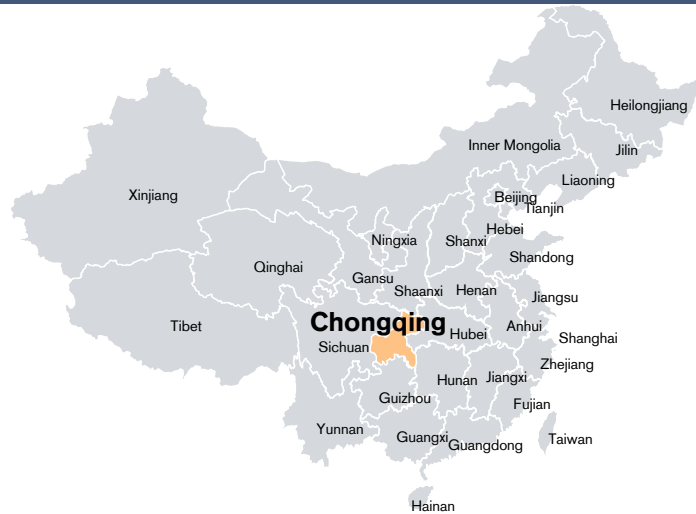 Heilongjiang
Inner Mongolia
Jilin
Liaoning
Xinjiang
Beijing
Tianjin
Hebei
Ningxia
Shanxi
Shandong
Qinghai
Gansu
Shaanxi
Henan
Jiangsu
Tibet
Chongqing
Hubei
Anhui
Shanghai
Sichuan
Zhejiang
Hunan
Jiangxi
Guizhou
Fujian
Yunnan
Guangxi
Guangdong
Taiwan
Hainan